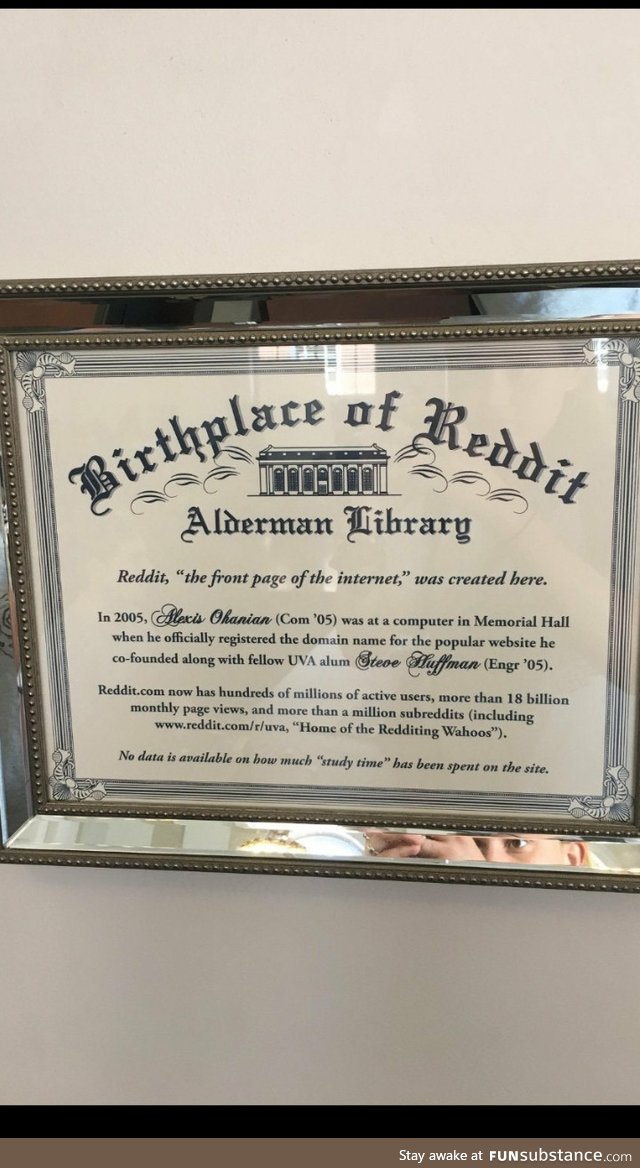 Birthplace of Reddit
Alderman Library
Reddit, “the front page of the internet,” was created here.
In 2005, Alexis Ohanian (Com ’05) was at a computer in Memorial Hall
when he officially registered the domain name for the popular website he
co-founded along with fellow UVA alum Steve Huffman (Engr ’05).
Reddit.com now has hundreds of millions of active users, more than 18 billion
monthly page views, and more than a million subreddits (including
www.reddit.com/r/uva, “Home of the Redditing Wahoos”).
No data is available on how much “study time” has been spent on the site.
Stay awake at FUNsubstance.com